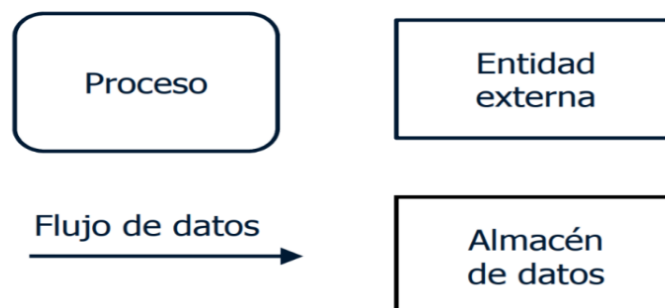 Proceso
Entidad
externa
Flujo de datos
Almacén
de datos